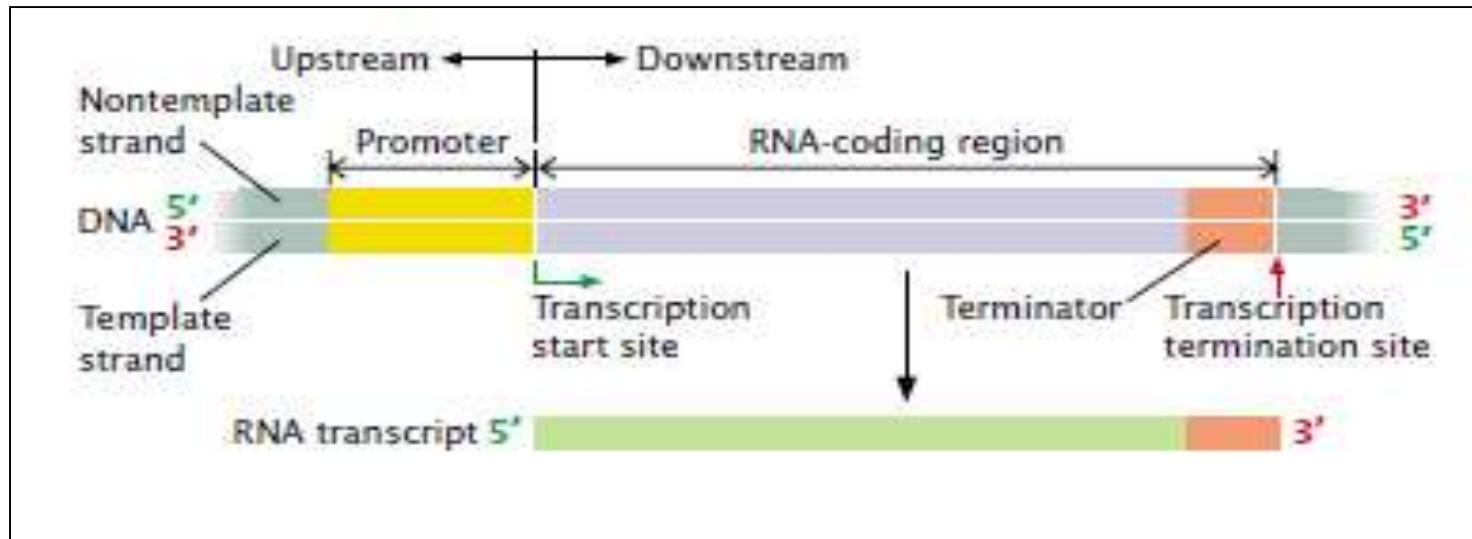 Upstream Downstream
Nontemplate
strand
Promoter RNA-coding region
DNA 5′ 3′
3′ 5′
Template
strand
Transcription
start site
Terminator
Transcription
termination site
RNA transcript 5′ 3′